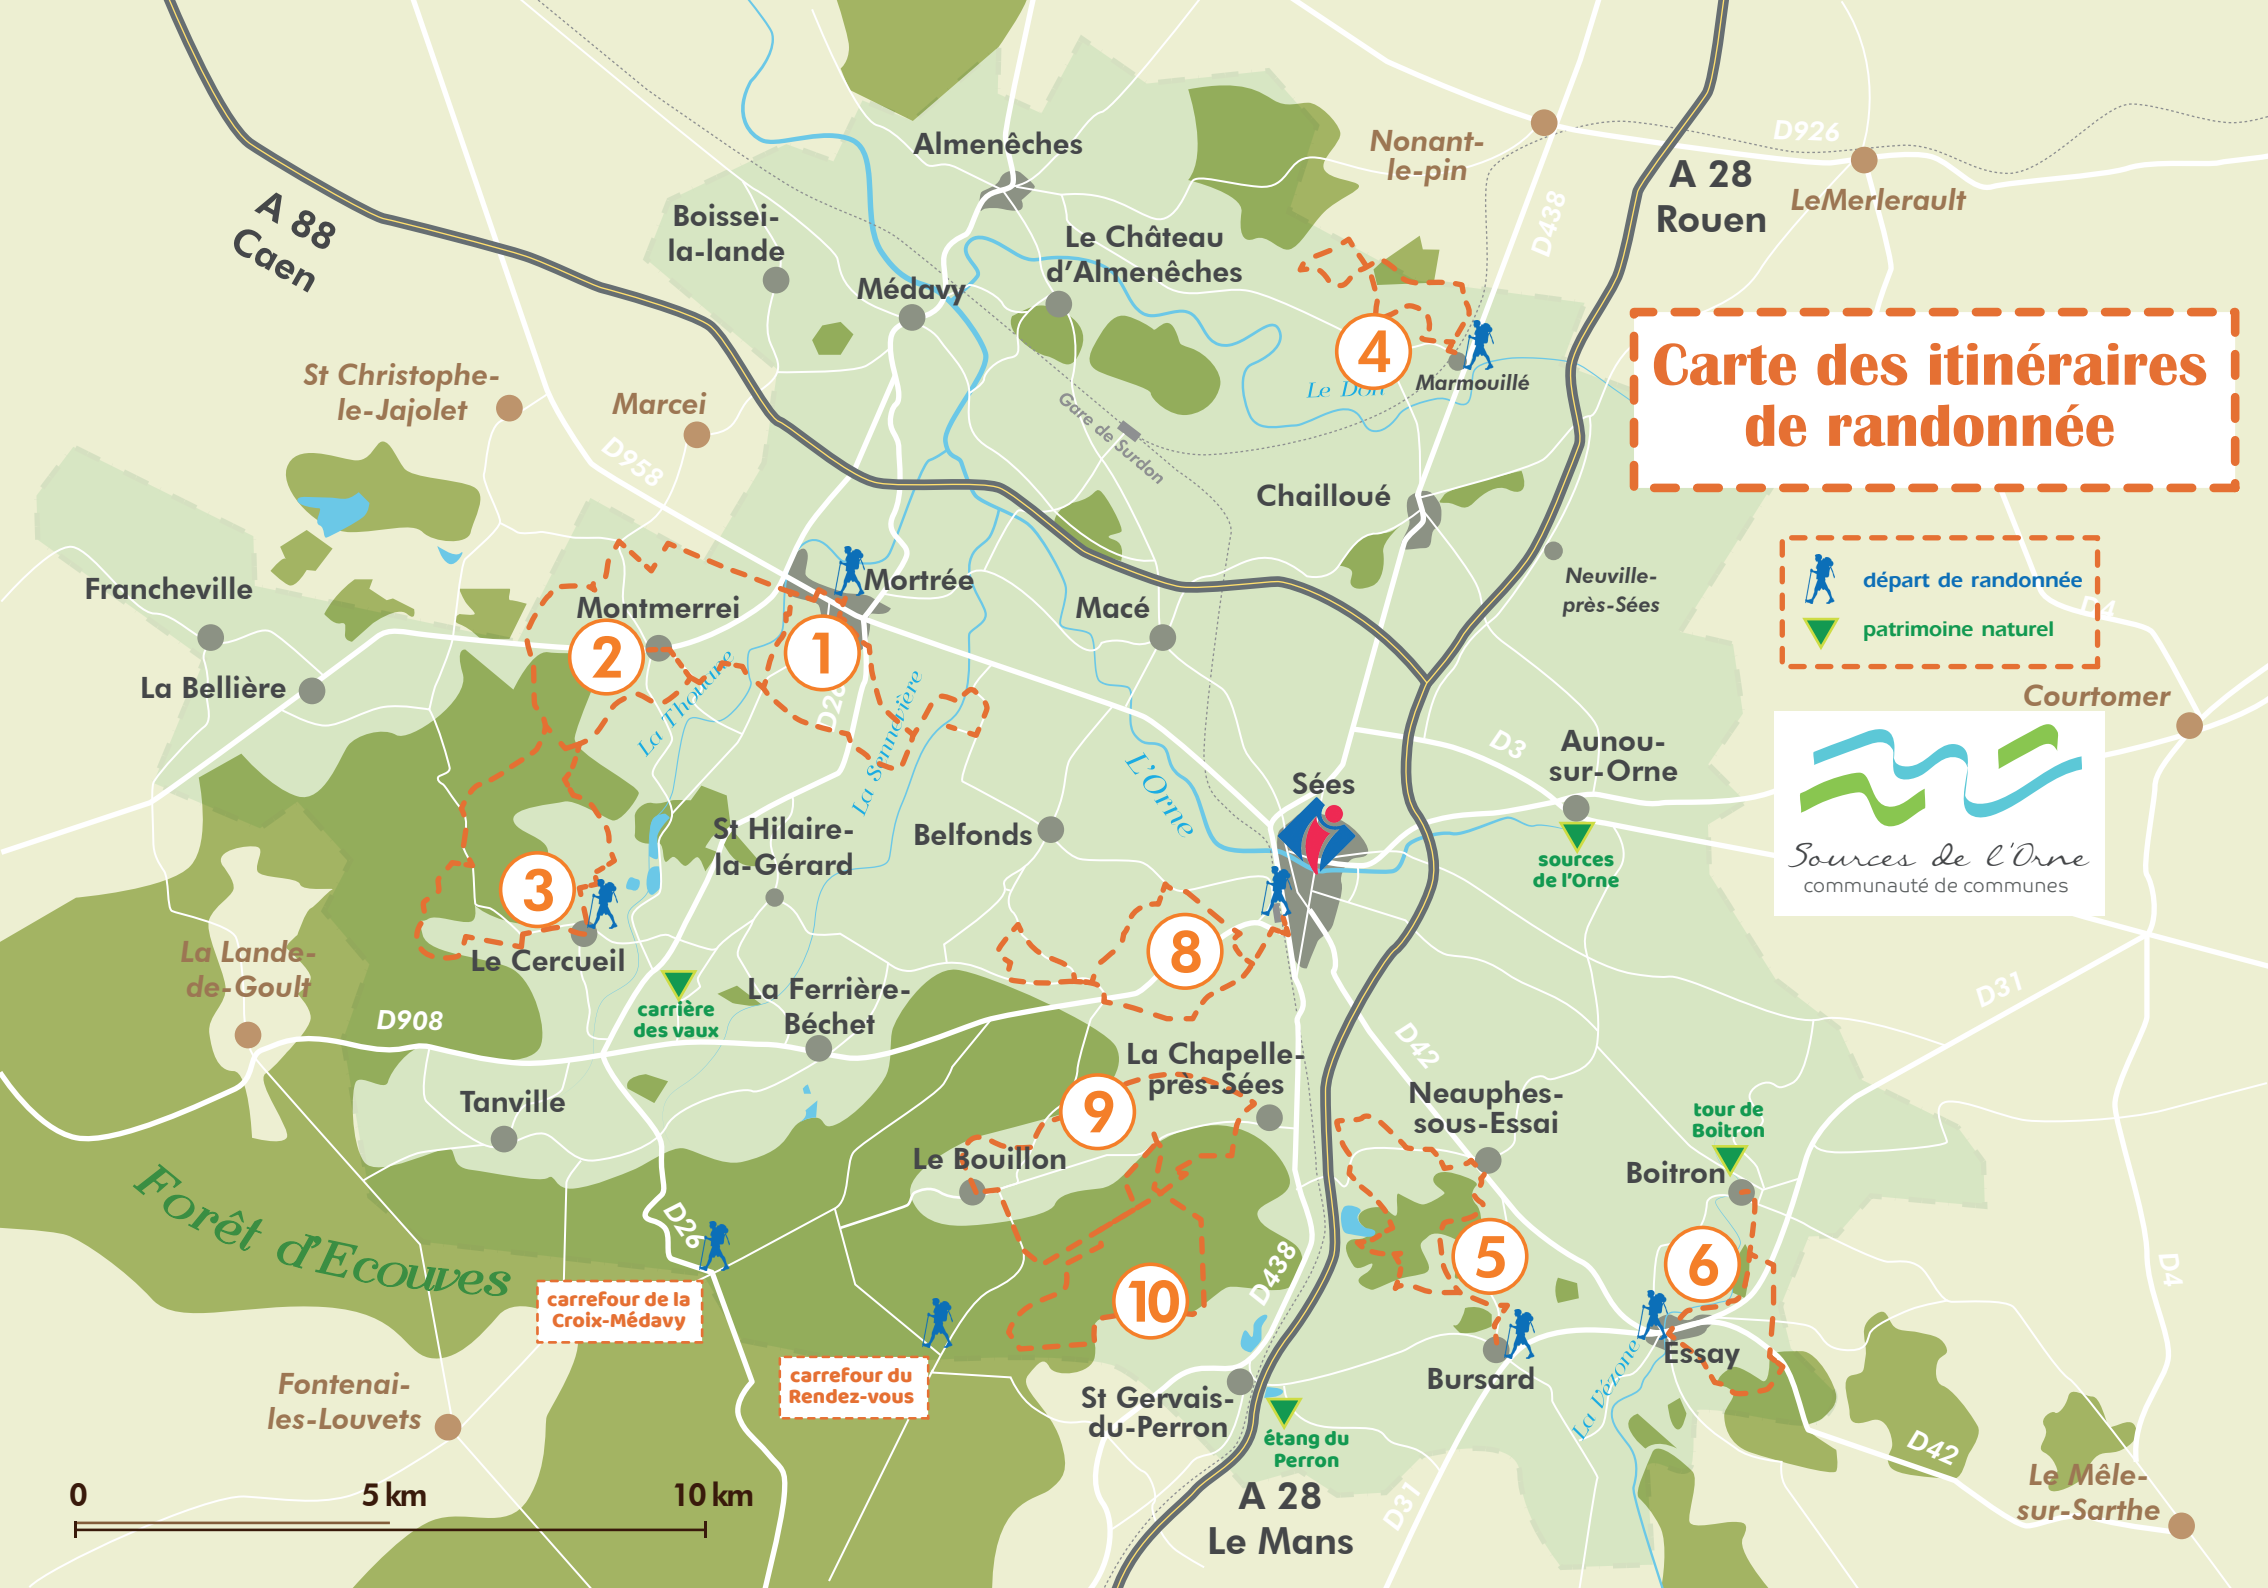 Almenêches
Nonant-
le-pin
D926
A 28
Rouen
LeMerlerault
D438
A 88
Caen
Boissei-
la-lande
Médavy
Le Château
d'Almenêches
4
Marmouillé
Le Don
Carte des itinéraires
de randonnée
St Christophe-
le-Jajolet
Marcei
D958
Gare de Surdon
Chailloué
Neuville-
près-Sées
départ de randonnée
patrimoine naturel
D4
Courtomer
Francheville
La Bellière
Montmerrei
Mortrée
Macé
2
1
D26
La Thouane
La Sennevière
L'Orne
D3
Aunou-
sur-Orne
Sées
sources
de l'Orne
Sources de l'Orne
communauté de communes
St Hilaire-
la-Gérard
Belfonds
3
Le Cercueil
8
La Lande-
de-Goult
D908
carrière
des vaux
La Ferrière-
Béchet
D31
D42
La Chapelle-
près-Sées
9
Tanville
Le Bouillon
Neauphes-
sous-Essai
tour de
Boitron
Boitron
Forêt d'Ecouves
D26
carrefour de la
Croix-Médavy
10
D438
5
6
D4
carrefour du
Rendez-vous
Bursard
Essay
La Vézone
Fontenai-
les-Louvets
St Gervais-
du-Perron
étang du
Perron
D42
Le Mêle-
sur-Sarthe
0
5 km
10 km
A 28
Le Mans
D31